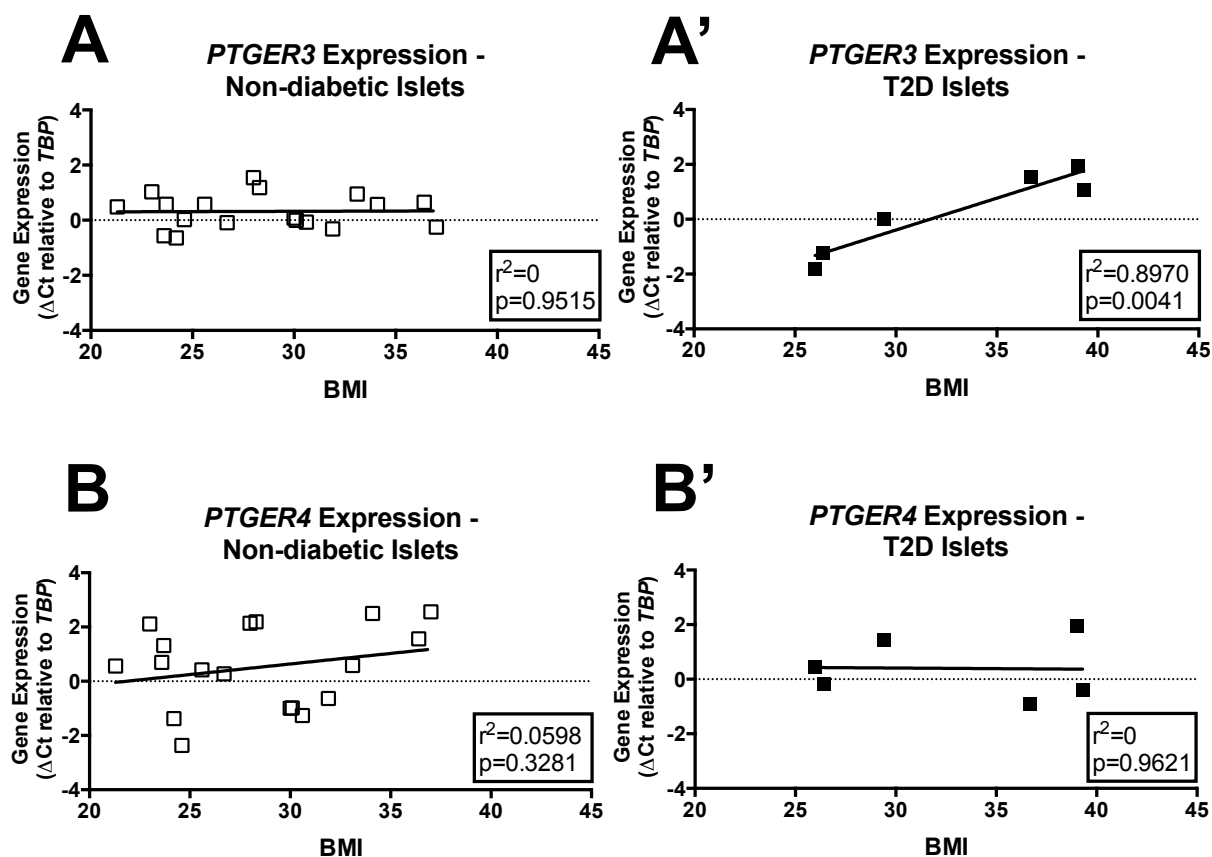 A
PTGER3 Expression -
Non-diabetic Islets
Gene Expression
(ΔCt relative to TBP)
4
2
0
-2
-4
r²=0
p=0.9515
20 25 30 35 40 45
BMI
A’
PTGER3 Expression -
T2D Islets
Gene Expression
(ΔCt relative to TBP)
4
2
0
-2
-4
r²=0.8970
p=0.0041
20 25 30 35 40 45
BMI
B
PTGER4 Expression -
Non-diabetic Islets
Gene Expression
(ΔCt relative to TBP)
4
2
0
-2
-4
r²=0.0598
p=0.3281
20 25 30 35 40 45
BMI
B’
PTGER4 Expression -
T2D Islets
Gene Expression
(ΔCt relative to TBP)
4
2
0
-2
-4
r²=0
p=0.9621
20 25 30 35 40 45
BMI